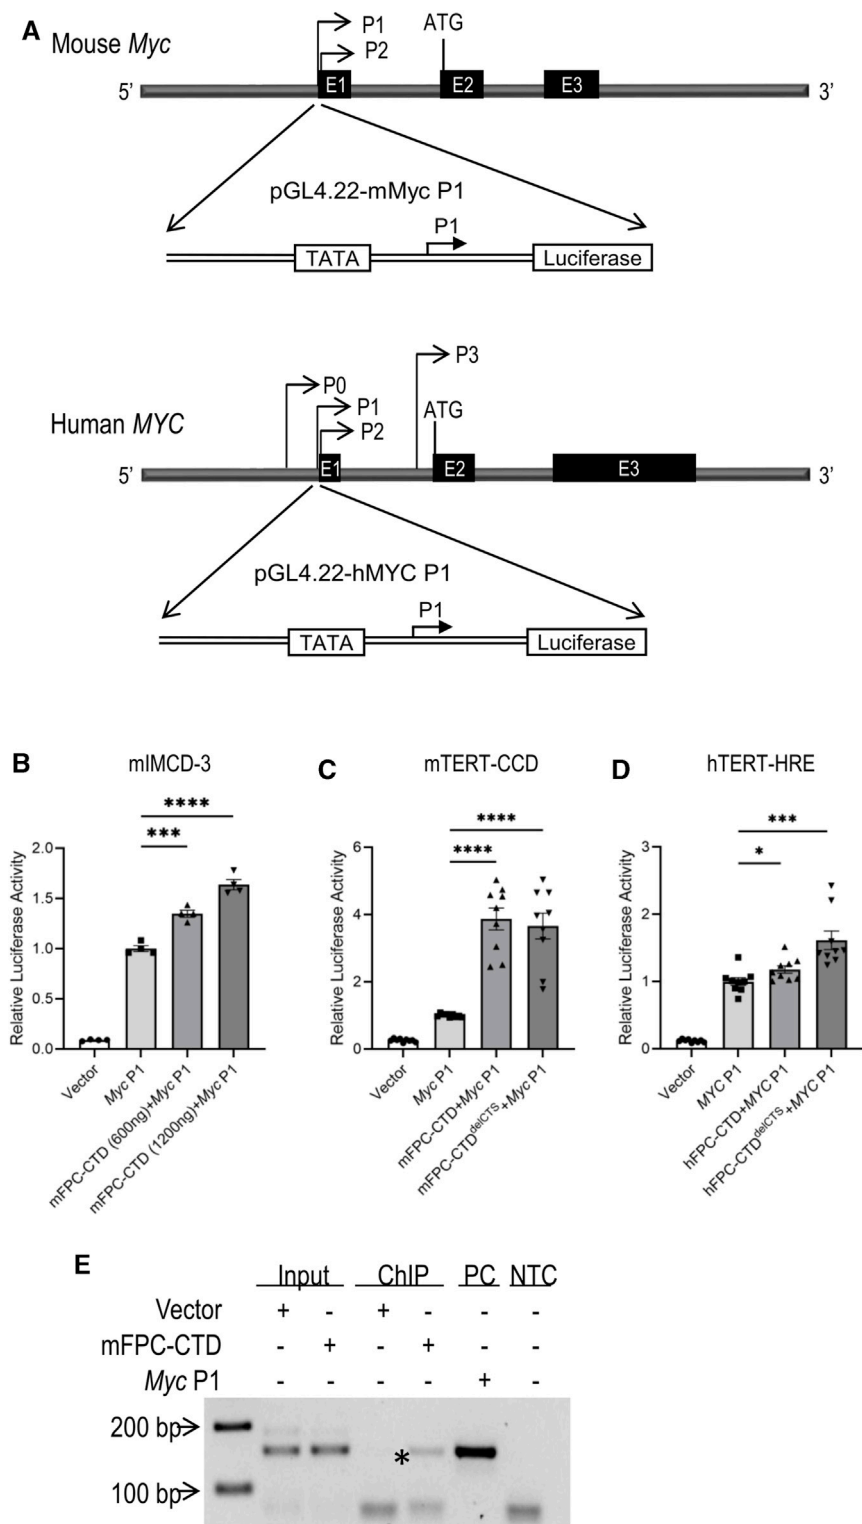 A
Mouse Myc
P1
P2
ATG
5'
E1
E2
E3
3'
pGL4.22-mMyc P1
P1
TATA
Luciferase
Human MYC
P0
P1
P2
P3
ATG
5'
E1
E2
E3
3'
pGL4.22-hMYC P1
P1
TATA
Luciferase
B
mIMCD-3
Relative Luciferase Activity
2.0
1.5
1.0
0.5
0.0
****
***
Vector
Myc P1
mFPC-CTD (600ng)+Myc P1
mFPC-CTD (1200ng)+Myc P1
C
mTERT-CCD
Relative Luciferase Activity
6
4
2
0
****
****
Vector
Myc P1
mFPC-CTD+Myc P1
mFPC-CTDdelCTS+Myc P1
D
hTERT-HRE
Relative Luciferase Activity
3
2
1
0
***
*
Vector
MYC P1
hFPC-CTD+MYC P1
hFPC-CTDdelCTS+MYC P1
E
Input ChIP PC NTC
Vector + - + - - -
mFPC-CTD - + - + - -
Myc P1 - - - - + -
200 bp
100 bp
*